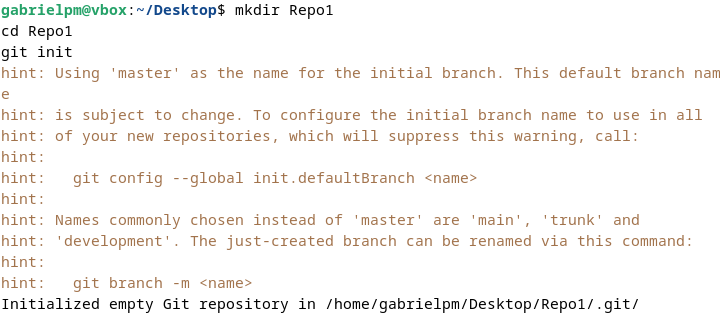 gabrielpm@vbox:~/Desktop$ mkdir Repo1
cd Repo1
git init
hint: Using 'master' as the name for the initial branch. This default branch nam
e
hint: is subject to change. To configure the initial branch name to use in all
hint: of your new repositories, which will suppress this warning, call:
hint:
hint:   git config --global init.defaultBranch <name>
hint:
hint: Names commonly chosen instead of 'master' are 'main', 'trunk' and
hint: 'development'. The just-created branch can be renamed via this command:
hint:
hint:   git branch -m <name>
Initialized empty Git repository in /home/gabrielpm/Desktop/Repo1/.git/